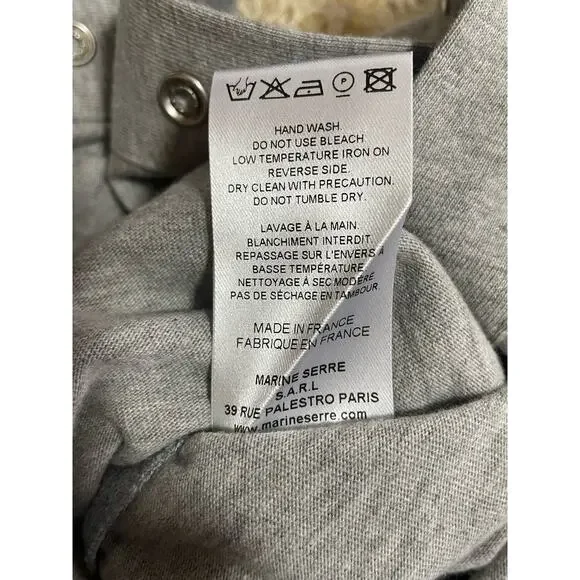 P
HAND WASH.
DO NOT USE BLEACH
LOW TEMPERATURE IRON ON
REVERSE SIDE.
DRY CLEAN WITH PRECAUTION.
DO NOT TUMBLE DRY.
LAVAGE À LA MAIN.
BLANCHIMENT INTERDIT.
REPASSAGE SUR L'ENVERS À
BASSE TEMPÉRATURE.
NETTOYAGE À SEC MODÉRÉ
PAS DE SÉCHAGE EN TAMBOUR.
MADE IN FRANCE
FABRIQUE EN FRANCE
MARINE SERRE
S.A.R.L
39 RUE PALESTRO PARIS
www.marineserre.com